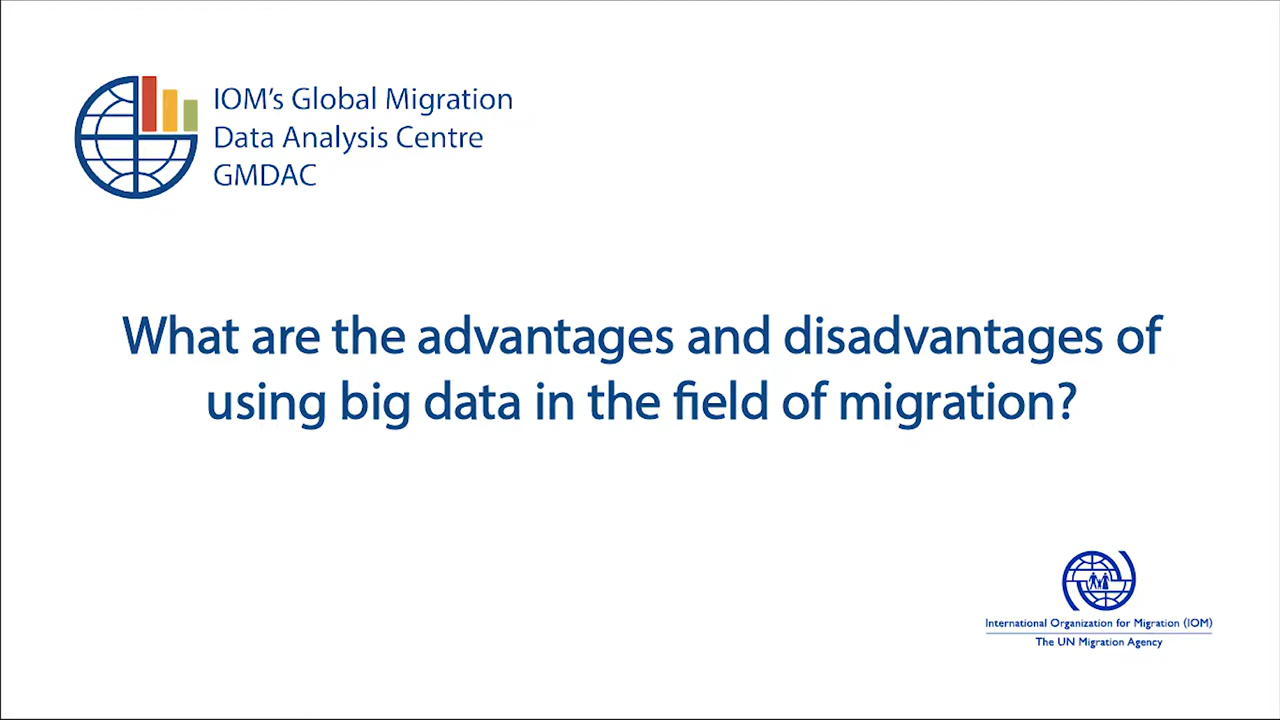 IOM's Global Migration
Data Analysis Centre
GMDAC
What are the advantages and disadvantages of
using big data in the field of migration?
International Organization for Migration (IOM)
The UN Migration Agency